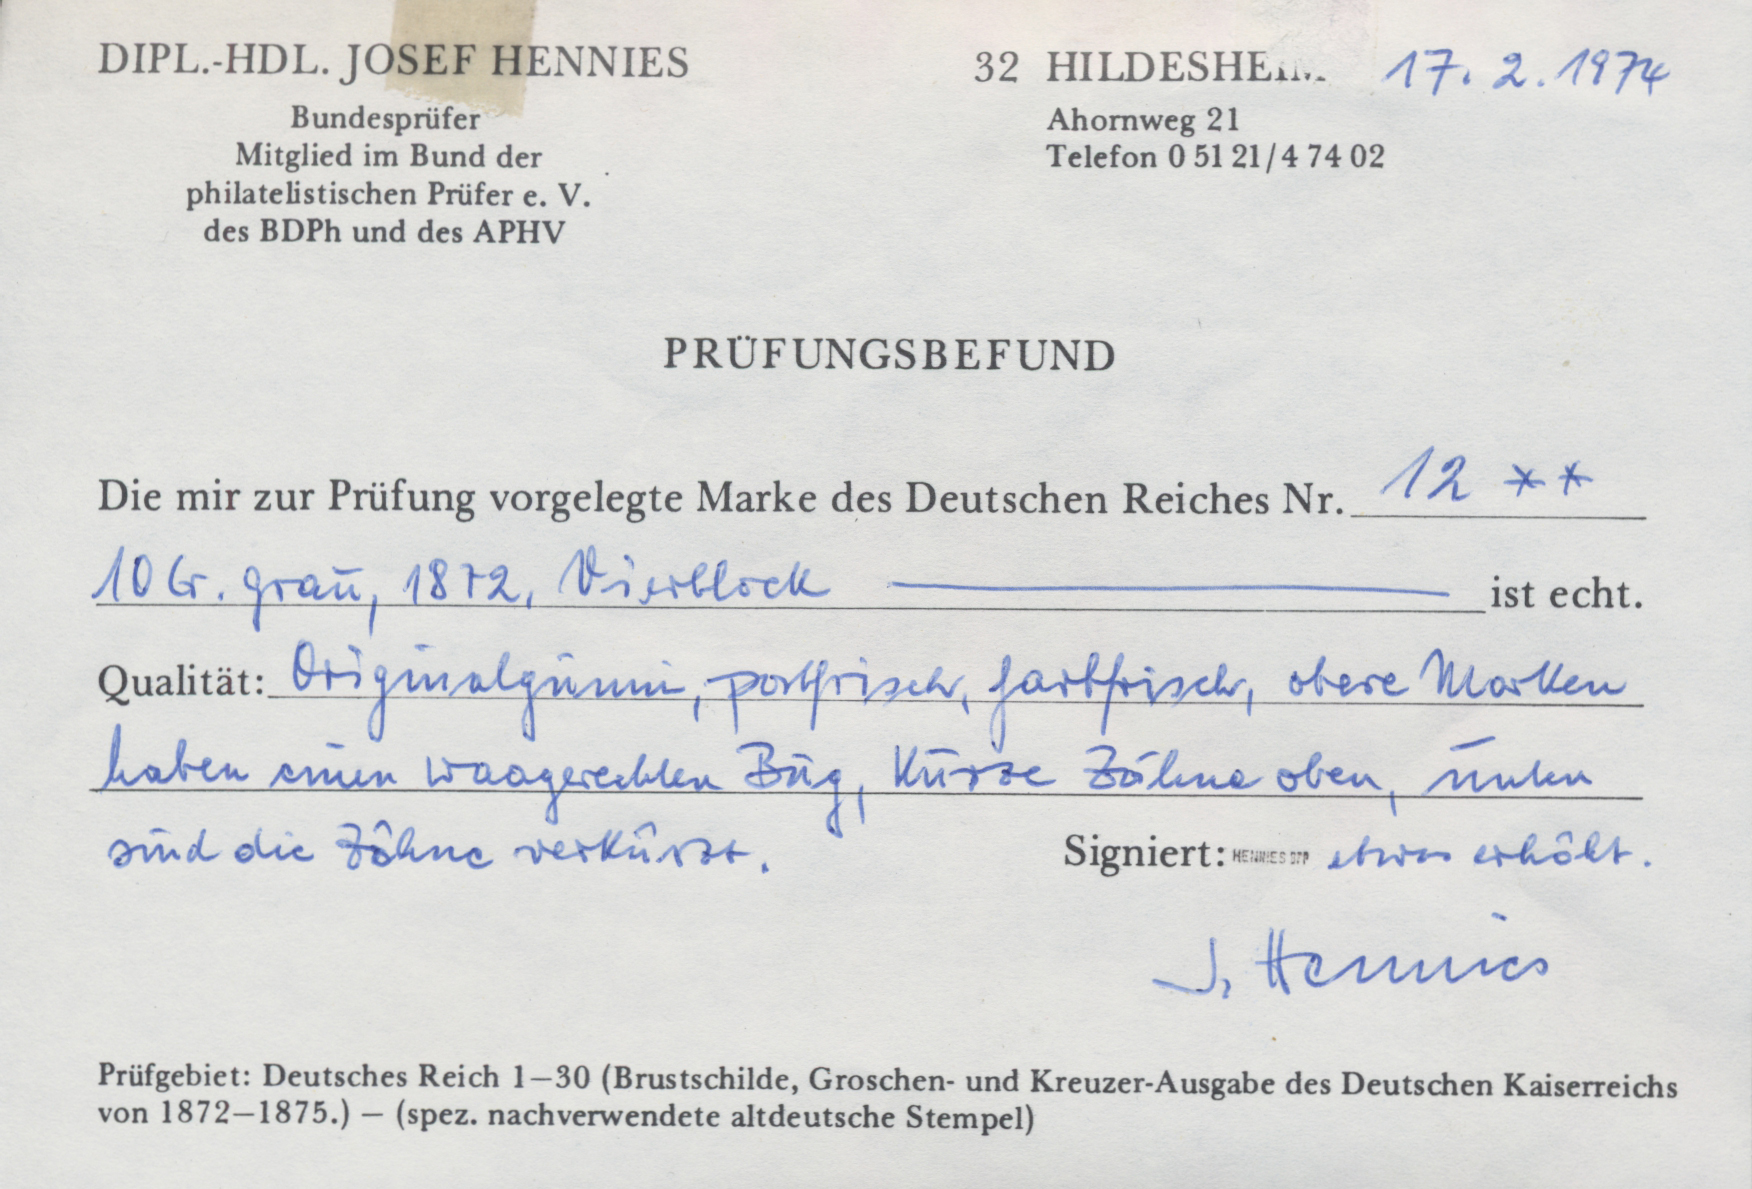 DIPL.-HDL. JOSEF HENNIES
Bundesprüfer
Mitglied im Bund der
philatelistischen Prüfer e. V.
des BDPh und des APHV
32 HILDESHEIM 17. 2. 1974
Ahornweg 21
Telefon 0 51 21/4 74 02
PRÜFUNGSBEFUND
Die mir zur Prüfung vorgelegte Marke des Deutschen Reiches Nr. 12 **
10 Gr. grau, 1872, Viererblock ist echt.
Qualität: Originalgummi, postfrisch, farbfrisch, obere Marken
haben einen waagerechten Bug, kurze Zähne oben, unten
sind die Zähne verkürzt. Signiert: HENNIES BPP etwas erhöht.
J. Hennies
Prüfgebiet: Deutsches Reich 1–30 (Brustschilde, Groschen- und Kreuzer-Ausgabe des Deutschen Kaiserreichs
von 1872–1875.) – (spez. nachverwendete altdeutsche Stempel)